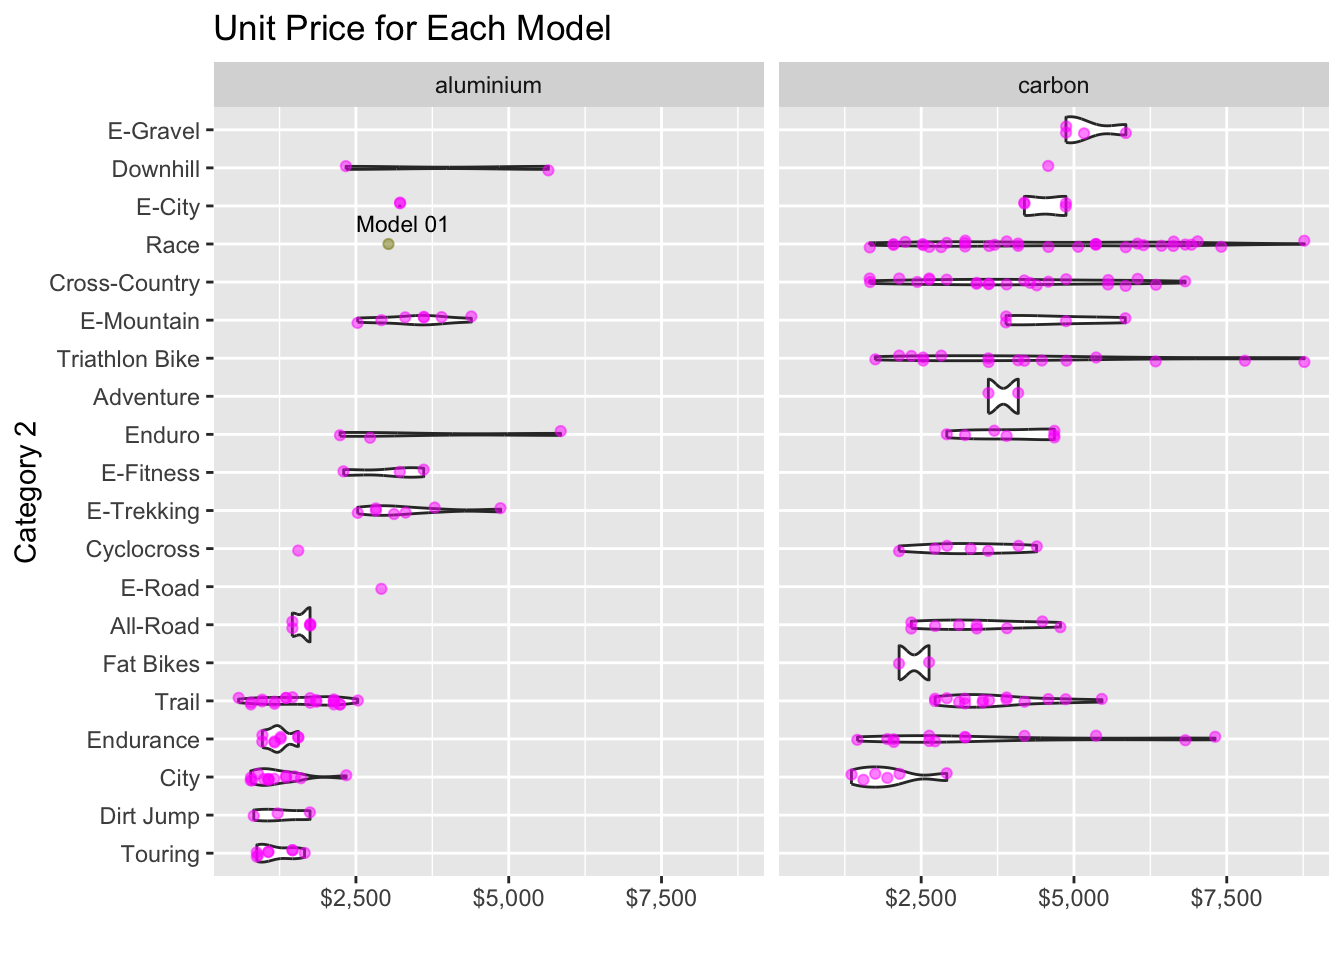 Unit Price for Each Model
aluminium
carbon
Category 2
E-Gravel
Downhill
E-City
Model 01
Race
Cross-Country
E-Mountain
Triathlon Bike
Adventure
Enduro
E-Fitness
E-Trekking
Cyclocross
E-Road
All-Road
Fat Bikes
Trail
Endurance
City
Dirt Jump
Touring
$2,500 $5,000 $7,500 $2,500 $5,000 $7,500